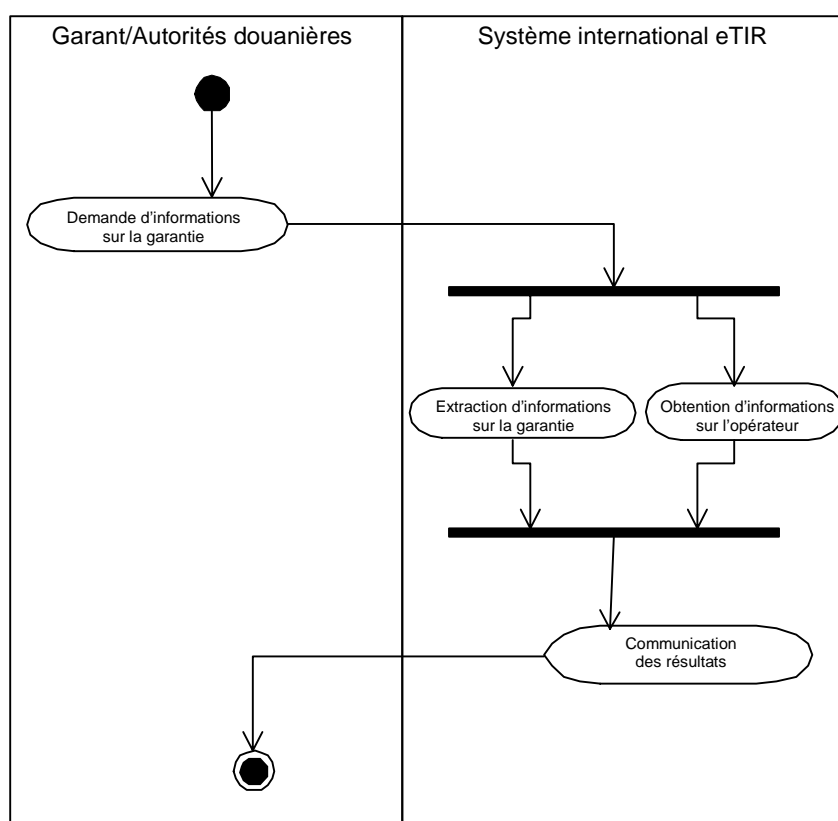 Garant/Autorités douanières
Système international eTIR
Demande d'informations
sur la garantie
Extraction d'informations
sur la garantie
Obtention d'informations
sur l'opérateur
Communication
des résultats